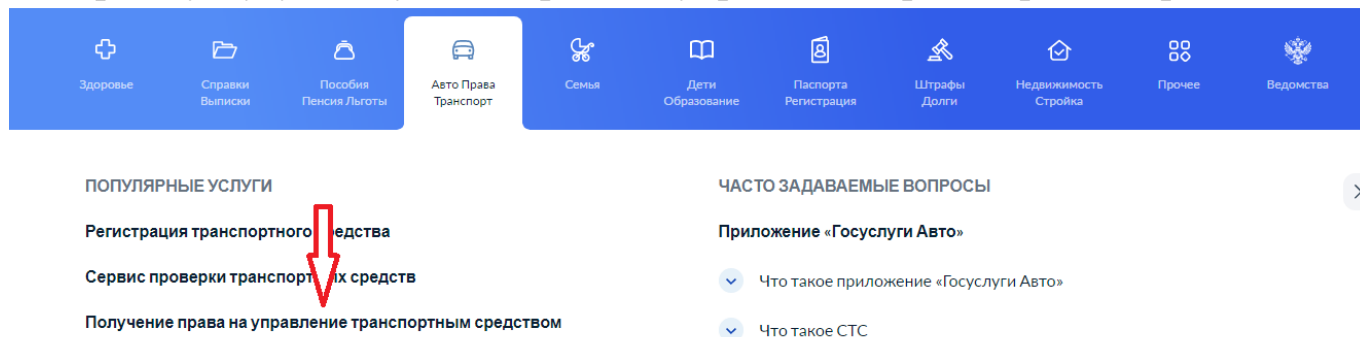 Здоровье
Справки
Выписки
Пособия
Пенсия Льготы
Авто Права
Транспорт
Семья
Дети
Образование
Паспорта
Регистрация
Штрафы
Долги
Недвижимость
Стройка
Прочее
Ведомства
ПОПУЛЯРНЫЕ УСЛУГИ
Регистрация транспортного средства
Сервис проверки транспортных средств
Получение права на управление транспортным средством
ЧАСТО ЗАДАВАЕМЫЕ ВОПРОСЫ
Приложение «Госуслуги Авто»
Что такое приложение «Госуслуги Авто»
Что такое СТС